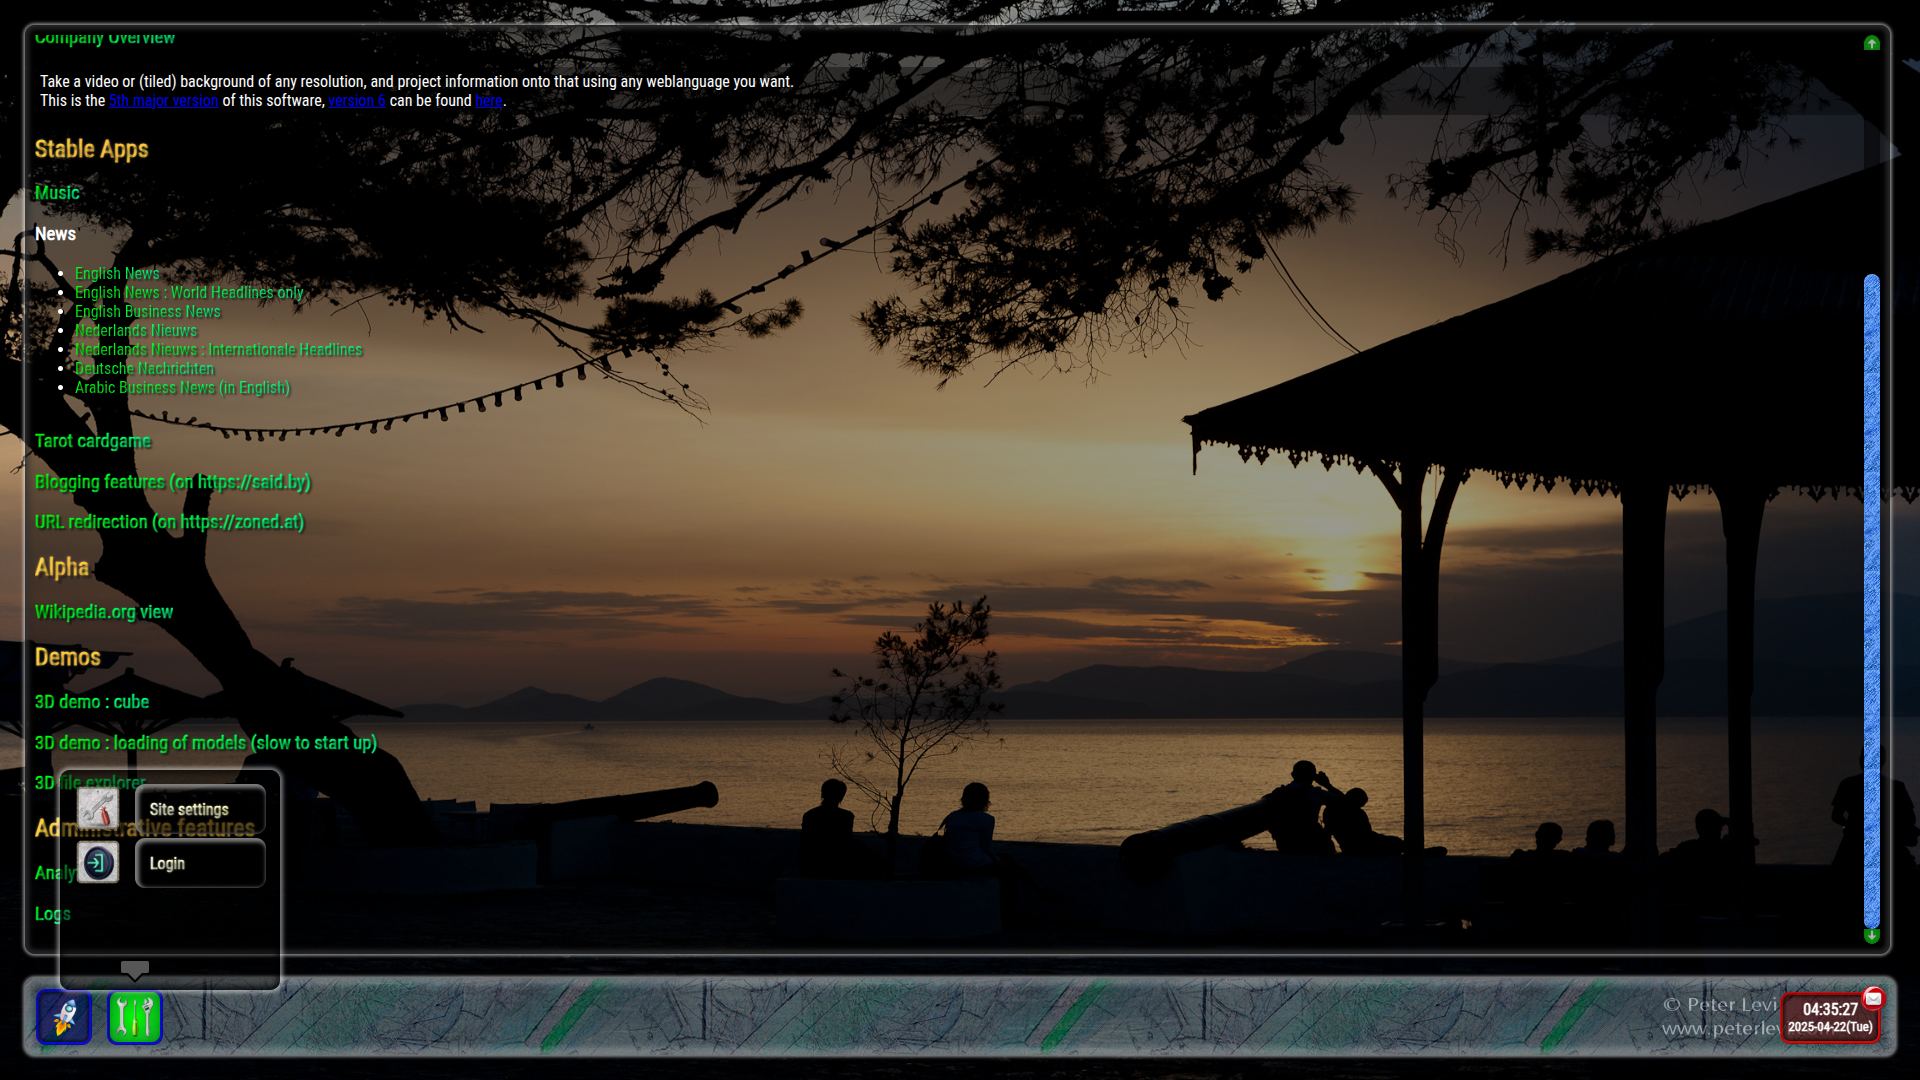 Company Overview
Take a video or (tiled) background of any resolution, and project information onto that using any weblanguage you want.
This is the 5th major version of this software, version 6 can be found here.
Stable Apps
Music
News
English News
English News : World Headlines only
English Business News
Nederlands Nieuws
Nederlands Nieuws : Internationale Headlines
Deutsche Nachrichten
Arabic Business News (in English)
Tarot cardgame
Blogging features (on https://said.by)
URL redirection (on https://zoned.at)
Alpha
Wikipedia.org view
Demos
3D demo : cube
3D demo : loading of models (slow to start up)
3D file explorer
Site settings
Administrative features
Login
Logs
© Peter Levi
04:35:27
2025-04-22(Tue)